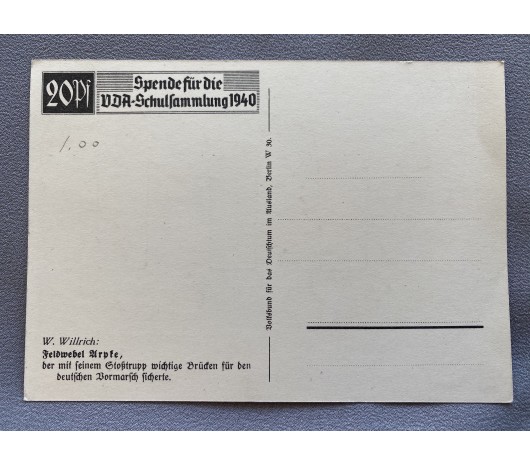 20Pf
Spende für die
VDA-Schulsammlung 1940
1.00
Volksbund für das Deutschtum im Ausland, Berlin W 30.
W. Willrich:
Feldwebel Arpke,
der mit seinem Stoßtrupp wichtige Brücken für den
deutschen Vormarsch sicherte.